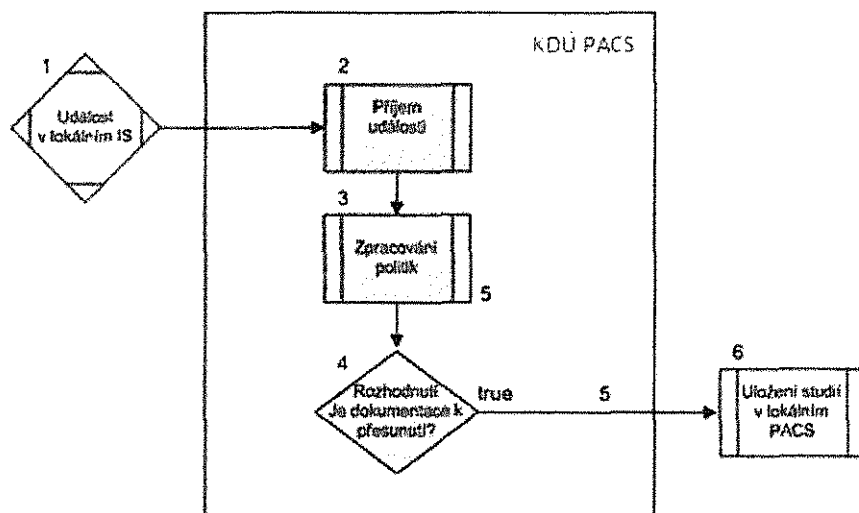 KDÚ PACS
1
Událost
v lokálním IS
2
Příjem
událostí
3
Zpracování
politik
5
4
Rozhodnutí
Je dokumentace k
přesunutí?
true
5
6
Uložení studií
v lokálním
PACS